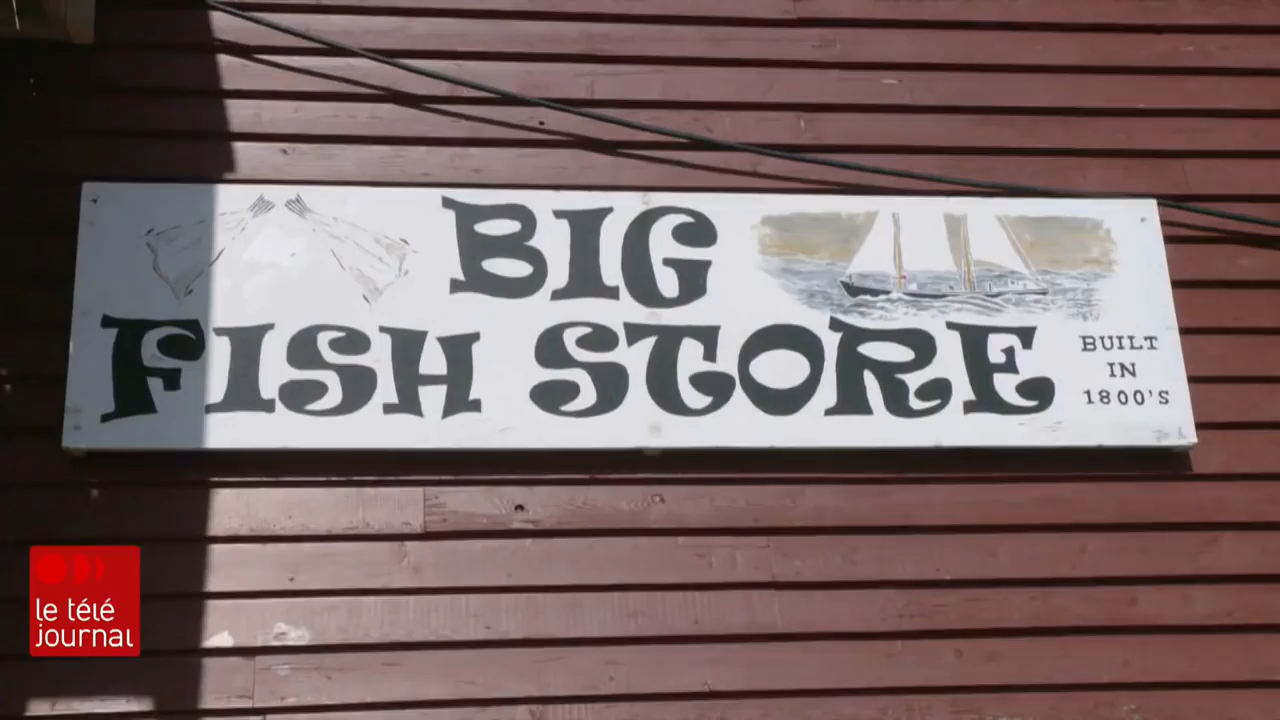 BIG
FISH STORE
BUILT
IN
1800'S
le télé
journal